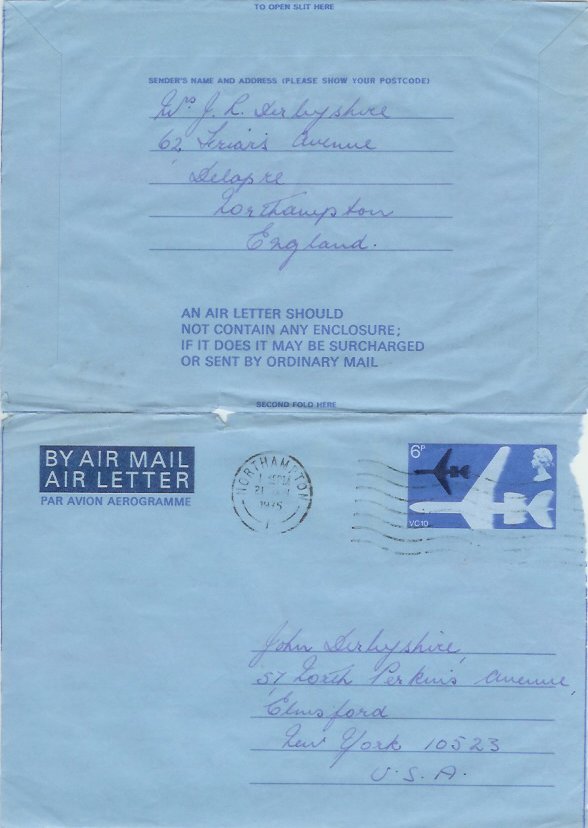 TO OPEN SLIT HERE
SENDER'S NAME AND ADDRESS (PLEASE SHOW YOUR POSTCODE)
Mrs J. R. Derbyshire
62 Friars Avenue
Delapre
Northampton
England.
AN AIR LETTER SHOULD
NOT CONTAIN ANY ENCLOSURE;
IF IT DOES IT MAY BE SURCHARGED
OR SENT BY ORDINARY MAIL
SECOND FOLD HERE
BY AIR MAIL
AIR LETTER
PAR AVION AEROGRAMME
NORTHAMPTON
PM
1975
6P
VC10
John Derbyshire
57 North Perkins Avenue
Elmsford
New York 10523
U.S.A.